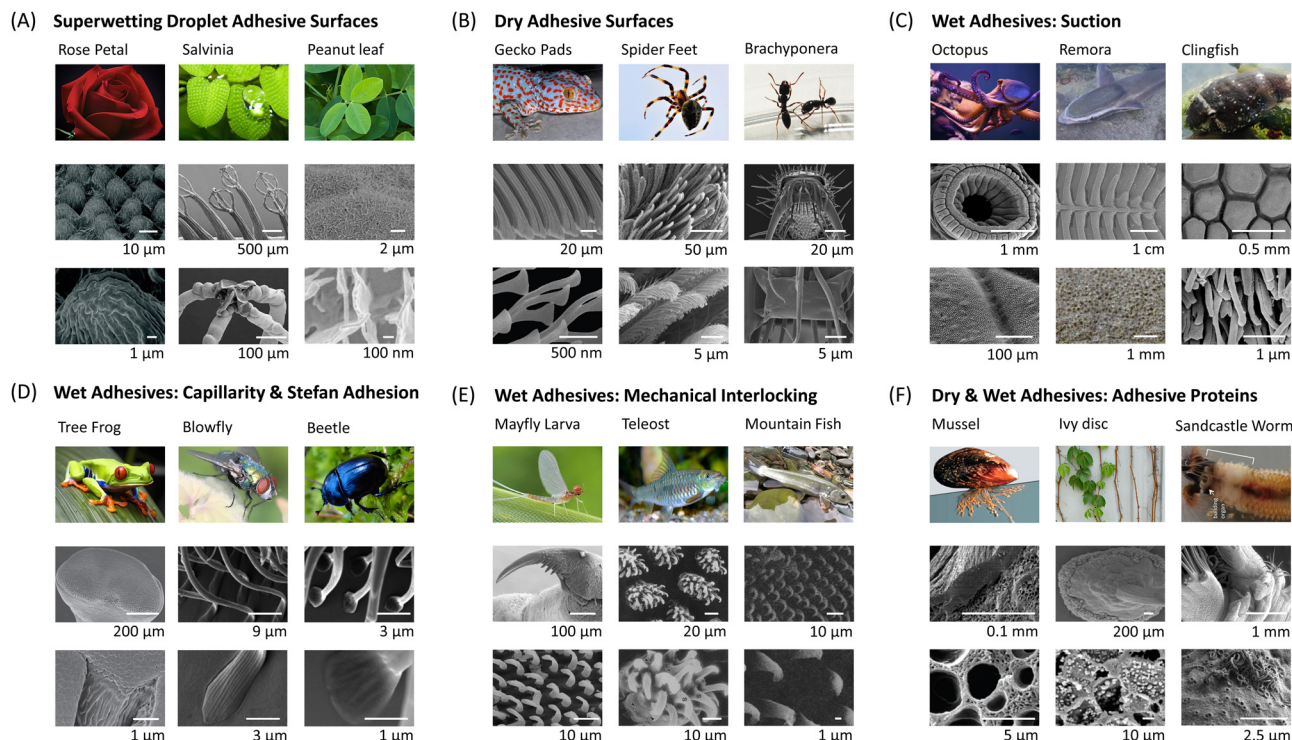 (A) Superwetting Droplet Adhesive Surfaces
Rose Petal Salvinia Peanut leaf
10 µm 500 µm 2 µm
1 µm 100 µm 100 nm
(B) Dry Adhesive Surfaces
Gecko Pads Spider Feet Brachyponera
20 µm 50 µm 20 µm
500 nm 5 µm 5 µm
(C) Wet Adhesives: Suction
Octopus Remora Clingfish
1 mm 1 cm 0.5 mm
100 µm 1 mm 1 µm
(D) Wet Adhesives: Capillarity & Stefan Adhesion
Tree Frog Blowfly Beetle
200 µm 9 µm 3 µm
1 µm 3 µm 1 µm
(E) Wet Adhesives: Mechanical Interlocking
Mayfly Larva Teleost Mountain Fish
100 µm 20 µm 10 µm
10 µm 10 µm 1 µm
(F) Dry & Wet Adhesives: Adhesive Proteins
Mussel Ivy disc Sandcastle Worm
building
organ
0.1 mm 200 µm 1 mm
5 µm 10 µm 2.5 µm